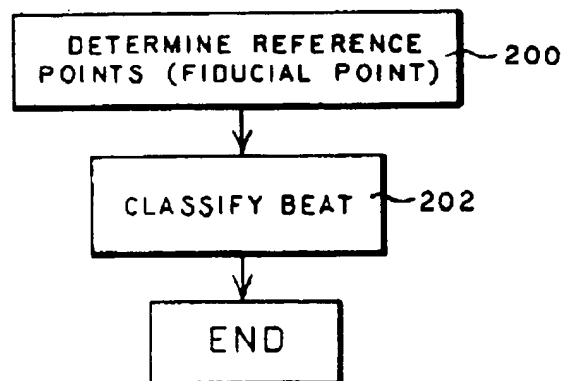 DETERMINE REFERENCE
POINTS (FIDUCIAL POINT)
200
CLASSIFY BEAT
202
END